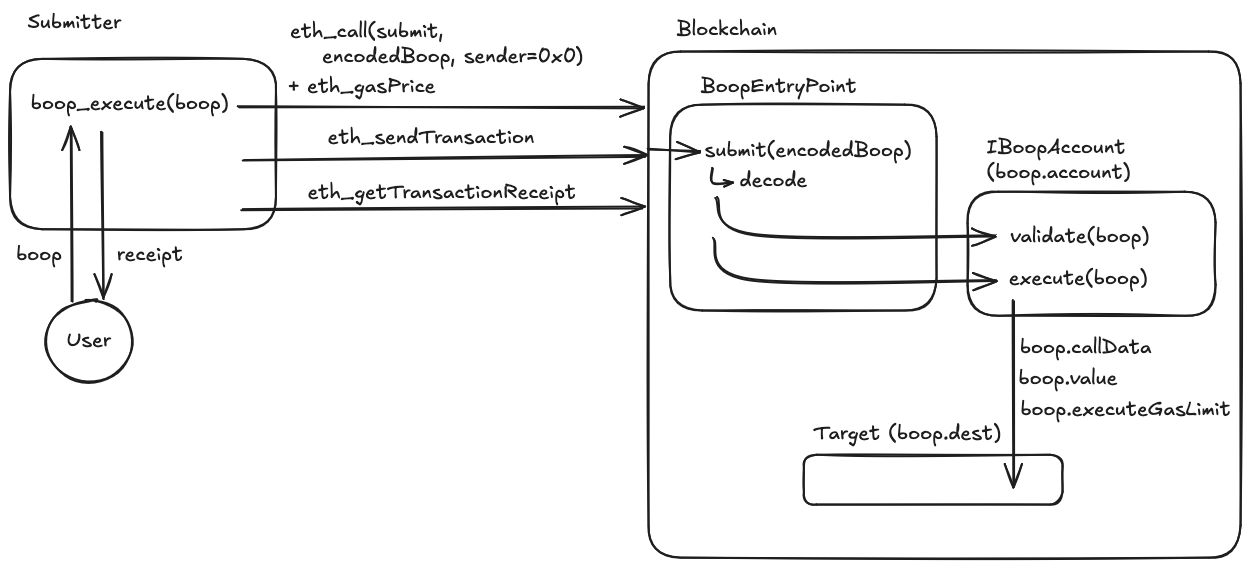 Submitter
eth_call(submit,
encodedBoop, sender=0x0)
+ eth_gasPrice
boop_execute(boop)
eth_sendTransaction
eth_getTransactionReceipt
boop
receipt
User
Blockchain
BoopEntryPoint
submit(encodedBoop)
decode
IBoopAccount
(boop.account)
validate(boop)
execute(boop)
boop.callData
boop.value
boop.executeGasLimit
Target (boop.dest)